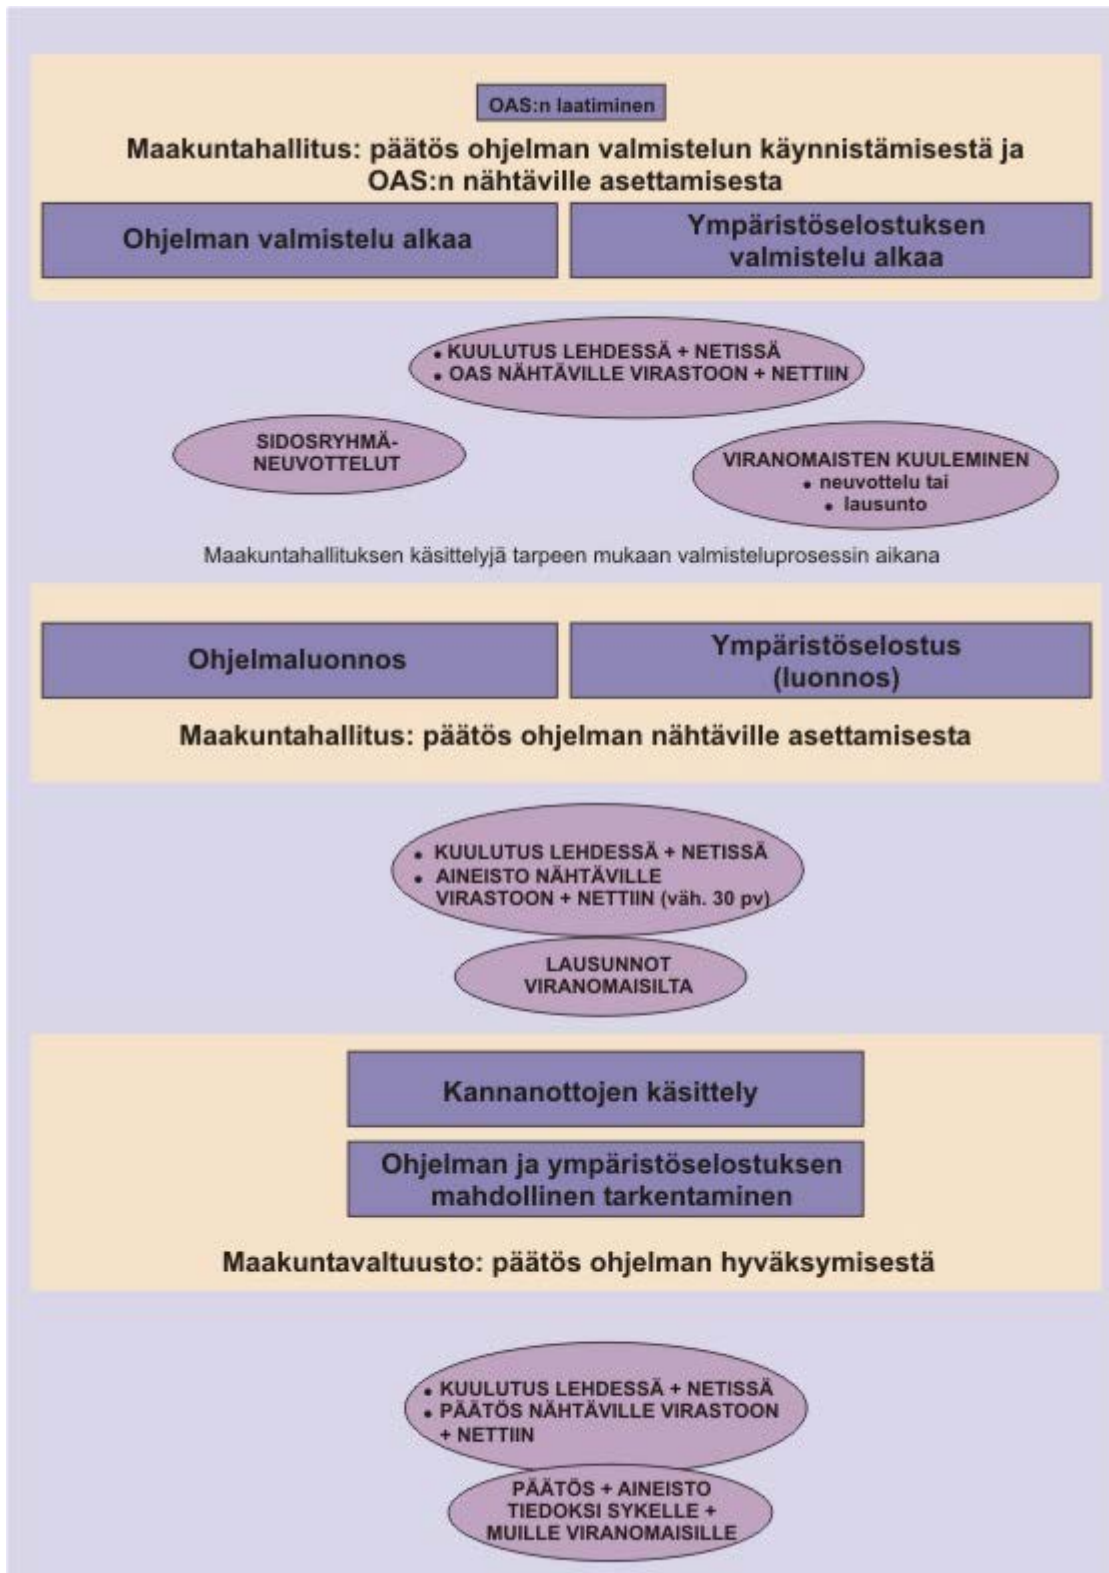 OAS:n laatiminen
Maakuntahallitus: päätös ohjelman valmistelun käynnistämisestä ja
OAS:n nähtäville asettamisesta
Ohjelman valmistelu alkaa
Ympäristöselostuksen
valmistelu alkaa
• KUULUTUS LEHDESSÄ + NETISSÄ
• OAS NÄHTÄVILLE VIRASTOON + NETTIIN
SIDOSRYHMÄ-
NEUVOTTELUT
VIRANOMAISTEN KUULEMINEN
• neuvottelu tai
• lausunto
Maakuntahallituksen käsittelyjä tarpeen mukaan valmisteluprosessin aikana
Ohjelmaluonnos
Ympäristöselostus
(luonnos)
Maakuntahallitus: päätös ohjelman nähtäville asettamisesta
• KUULUTUS LEHDESSÄ + NETISSÄ
• AINEISTO NÄHTÄVILLE
VIRASTOON + NETTIIN (väh. 30 pv)
LAUSUNNOT
VIRANOMAISILTA
Kannanottojen käsittely
Ohjelman ja ympäristöselostuksen
mahdollinen tarkentaminen
Maakuntavaltuusto: päätös ohjelman hyväksymisestä
• KUULUTUS LEHDESSÄ + NETISSÄ
• PÄÄTÖS NÄHTÄVILLE VIRASTOON
+ NETTIIN
PÄÄTÖS + AINEISTO
TIEDOKSI SYKELLE +
MUILLE VIRANOMAISILLE